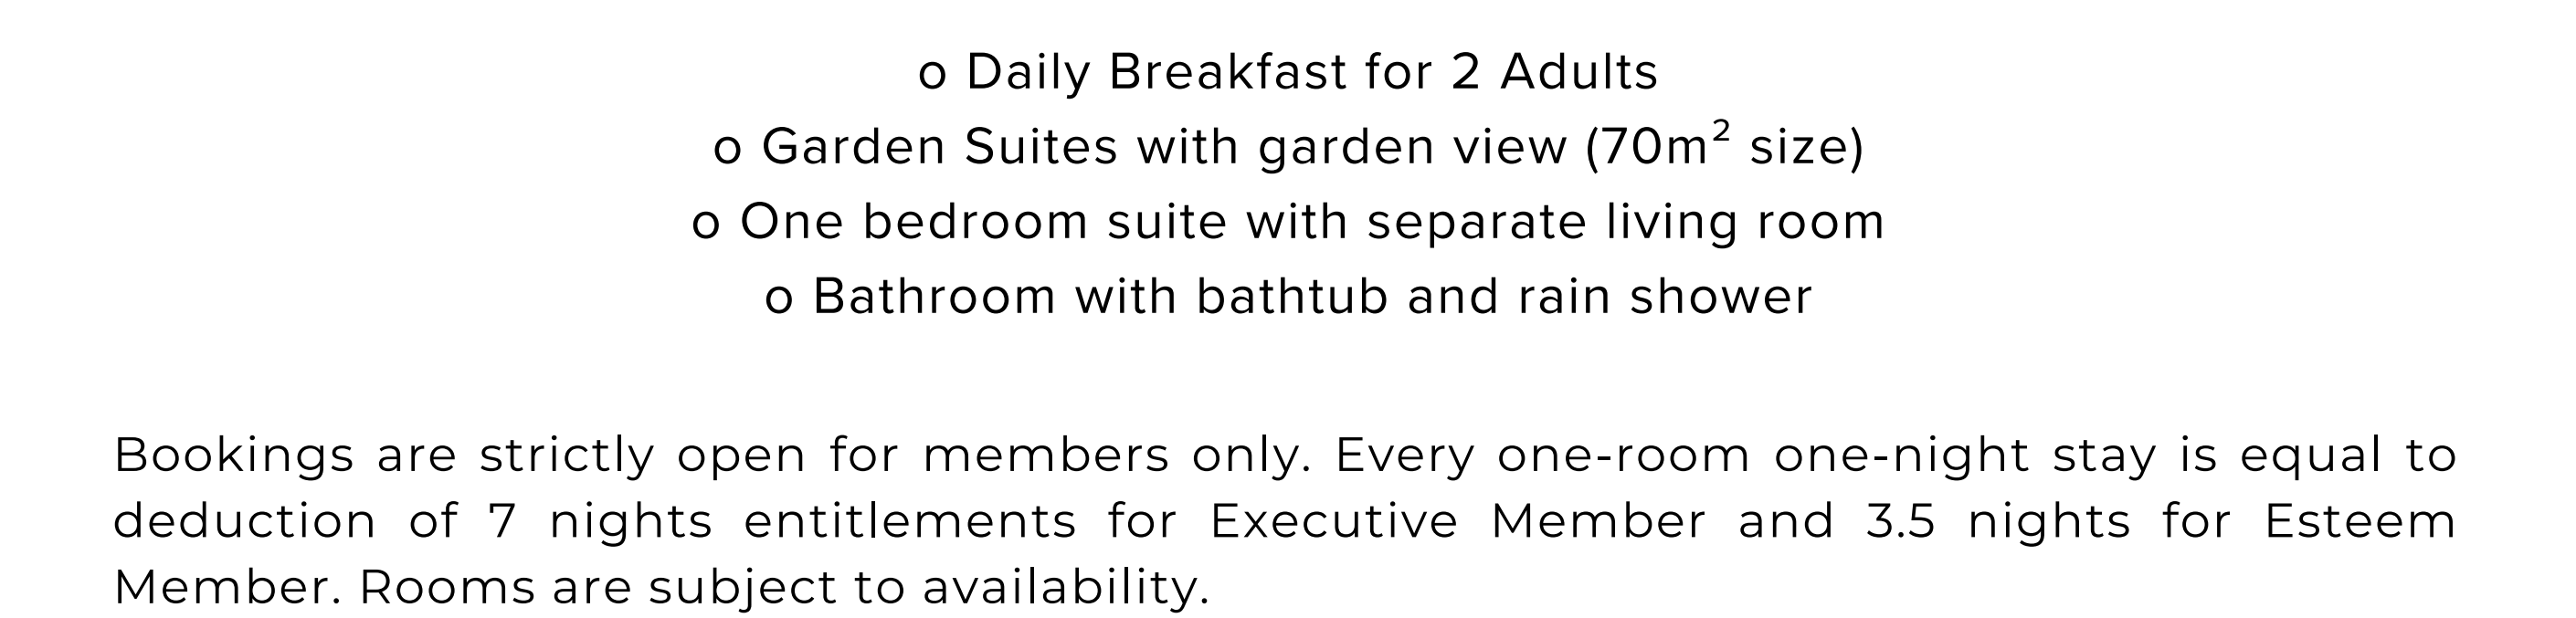 o Daily Breakfast for 2 Adults
o Garden Suites with garden view (70m² size)
o One bedroom suite with separate living room
o Bathroom with bathtub and rain shower
Bookings are strictly open for members only. Every one-room one-night stay is equal to
deduction of 7 nights entitlements for Executive Member and 3.5 nights for Esteem
Member. Rooms are subject to availability.